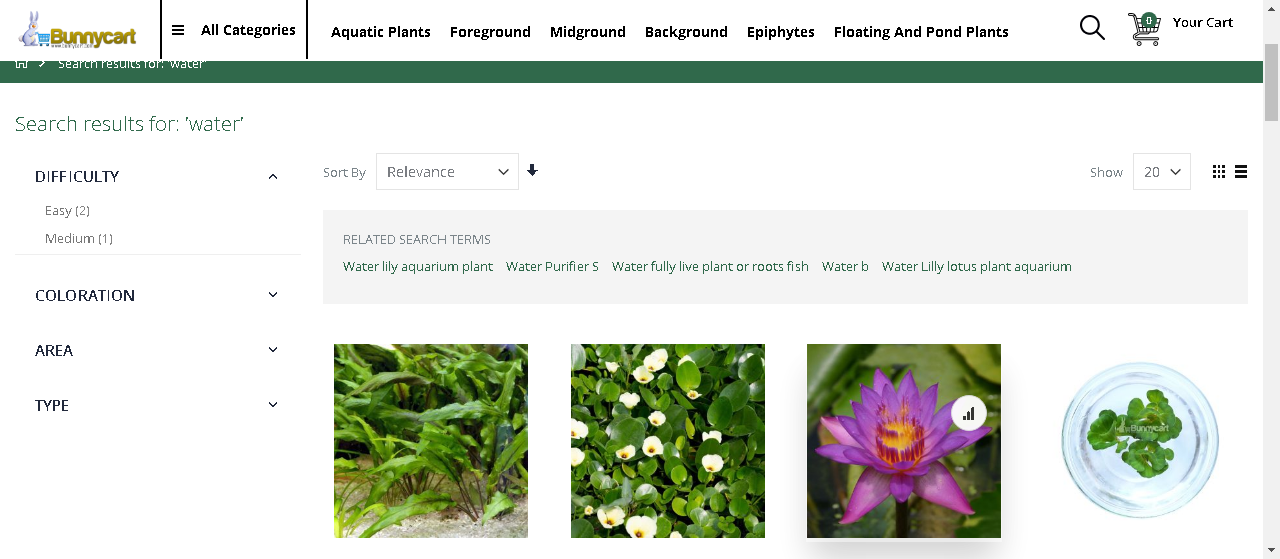 Bunnycart
www.bunnycart.com
All Categories
Aquatic Plants Foreground Midground Background Epiphytes Floating And Pond Plants
0
Your Cart
Search results for: 'water'
Search results for: 'water'
DIFFICULTY
Easy (2)
Medium (1)
COLORATION
AREA
TYPE
Sort By Relevance
Show 20
RELATED SEARCH TERMS
Water lily aquarium plant Water Purifier S Water fully live plant or roots fish Water b Water Lilly lotus plant aquarium
Bunnycart